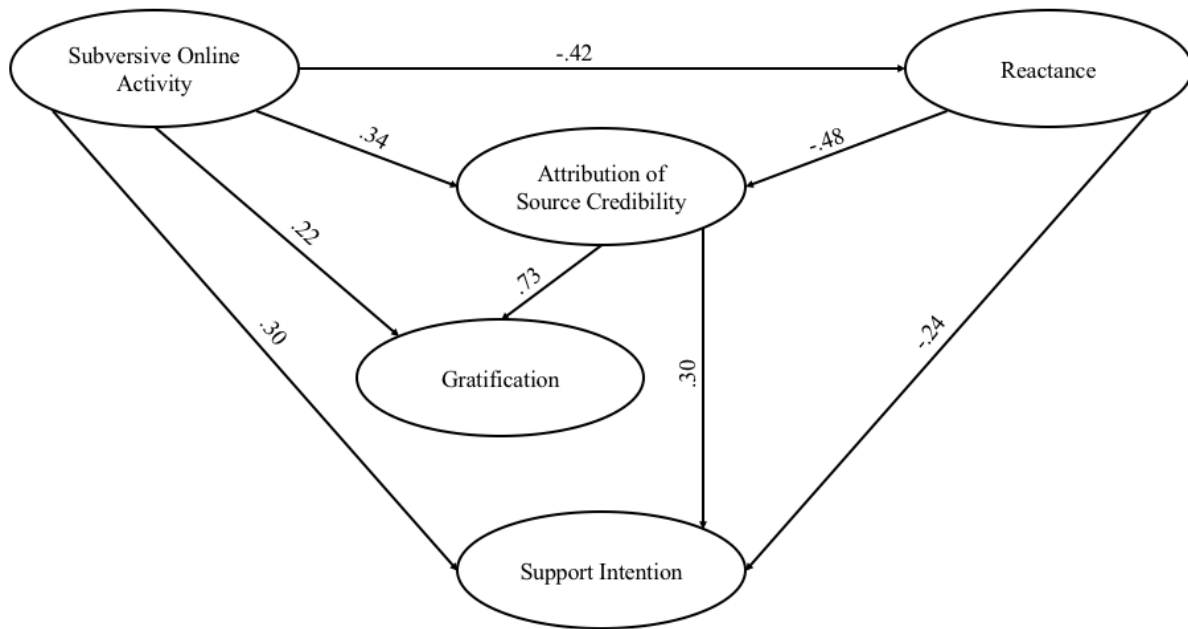 Subversive Online
Activity
-.42
Reactance
.34
-.48
Attribution of
Source Credibility
.22
.73
.30
Gratification
.30
-.24
Support Intention